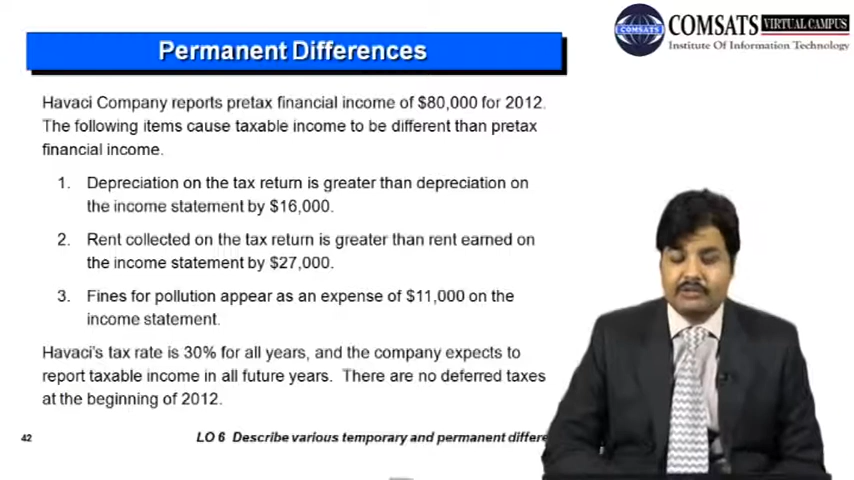 Permanent Differences
COMSATS VIRTUAL CAMPUS
Institute Of Information Technology
COMSATS
Havaci Company reports pretax financial income of $80,000 for 2012.
The following items cause taxable income to be different than pretax
financial income.
1. Depreciation on the tax return is greater than depreciation on
the income statement by $16,000.
2. Rent collected on the tax return is greater than rent earned on
the income statement by $27,000.
3. Fines for pollution appear as an expense of $11,000 on the
income statement.
Havaci's tax rate is 30% for all years, and the company expects to
report taxable income in all future years. There are no deferred taxes
at the beginning of 2012.
42
LO 6 Describe various temporary and permanent differe